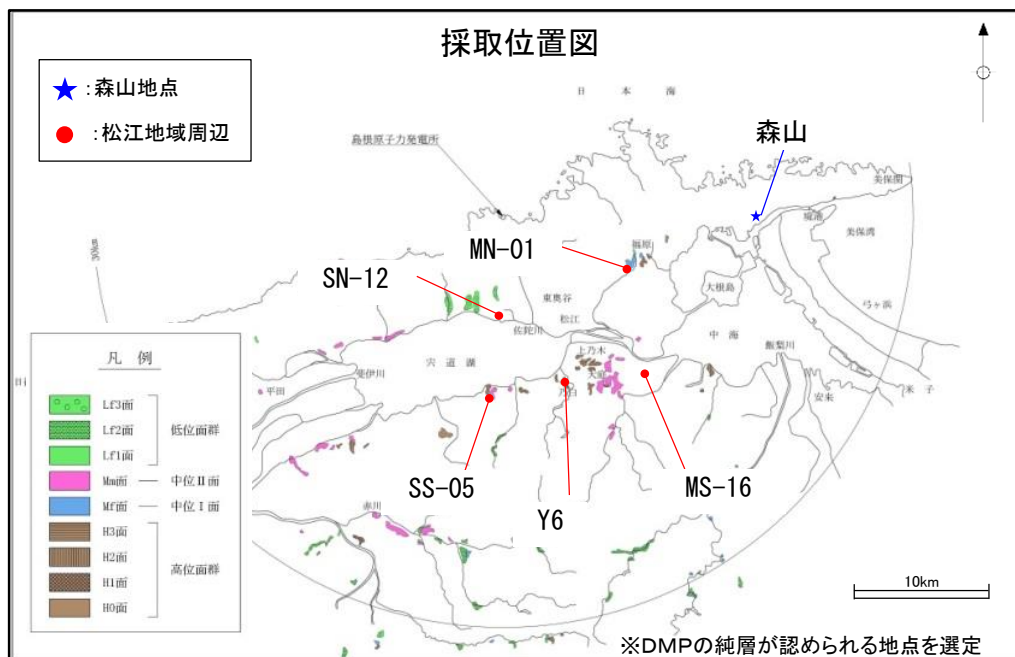 採取位置図
★:森山地点
●:松江地域周辺
日本海
島根原子力発電所
森山
美保関
境港
美保湾
MN-01
福原
SN-12
30km
大根島
東奥谷
松江
佐陀川
中海
弓ヶ浜
飯梨川
宍道湖
上乃木
大庭
乃白
斐伊川
平田
米子
安来
凡例
Lf3面
Lf2面
低位面群
Lf1面
Mm面
中位Ⅱ面
Mf面
中位Ⅰ面
H3面
H2面
高位面群
H1面
H0面
SS-05
Y6
MS-16
赤川
10km
※DMPの純層が認められる地点を選定